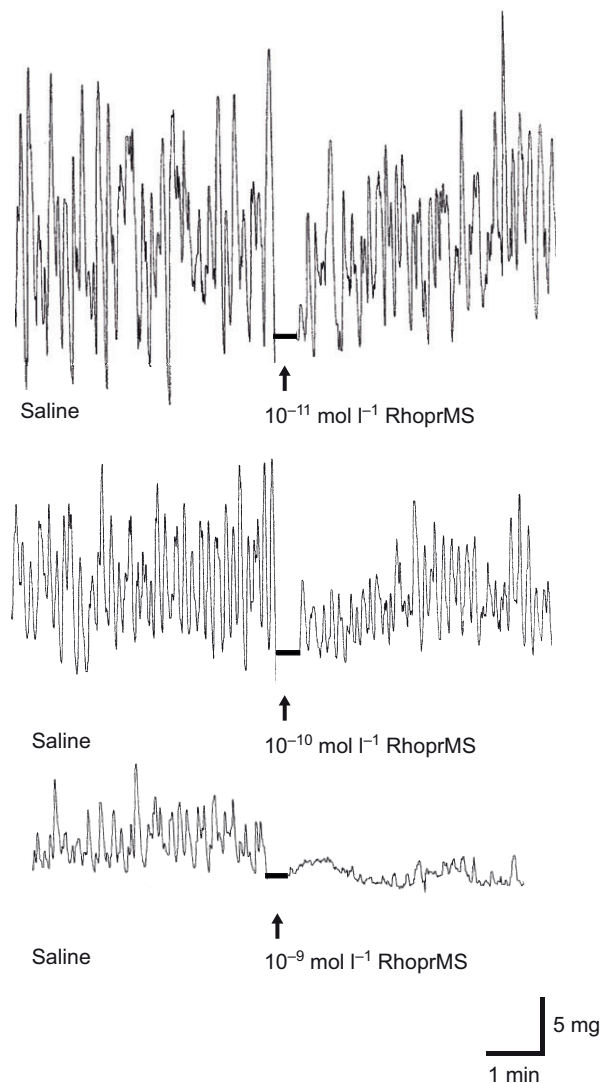 Saline
10⁻¹¹ mol l⁻¹ RhoprMS
Saline
10⁻¹⁰ mol l⁻¹ RhoprMS
Saline
10⁻⁹ mol l⁻¹ RhoprMS
5 mg
1 min